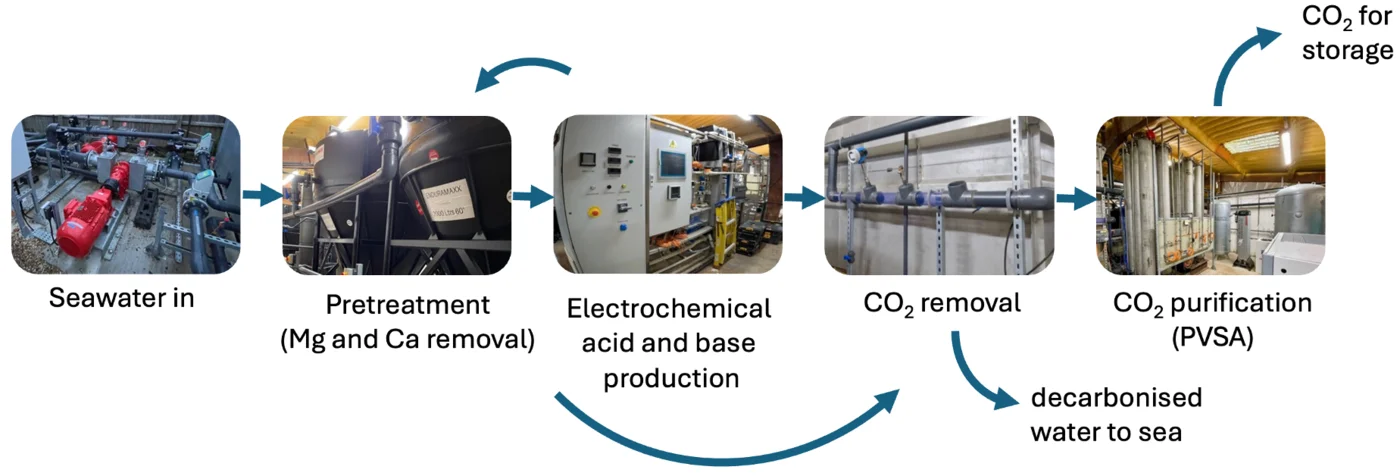 CO₂ for
storage
Seawater in
Pretreatment
(Mg and Ca removal)
Electrochemical
acid and base
production
CO₂ removal
CO₂ purification
(PVSA)
decarbonised
water to sea